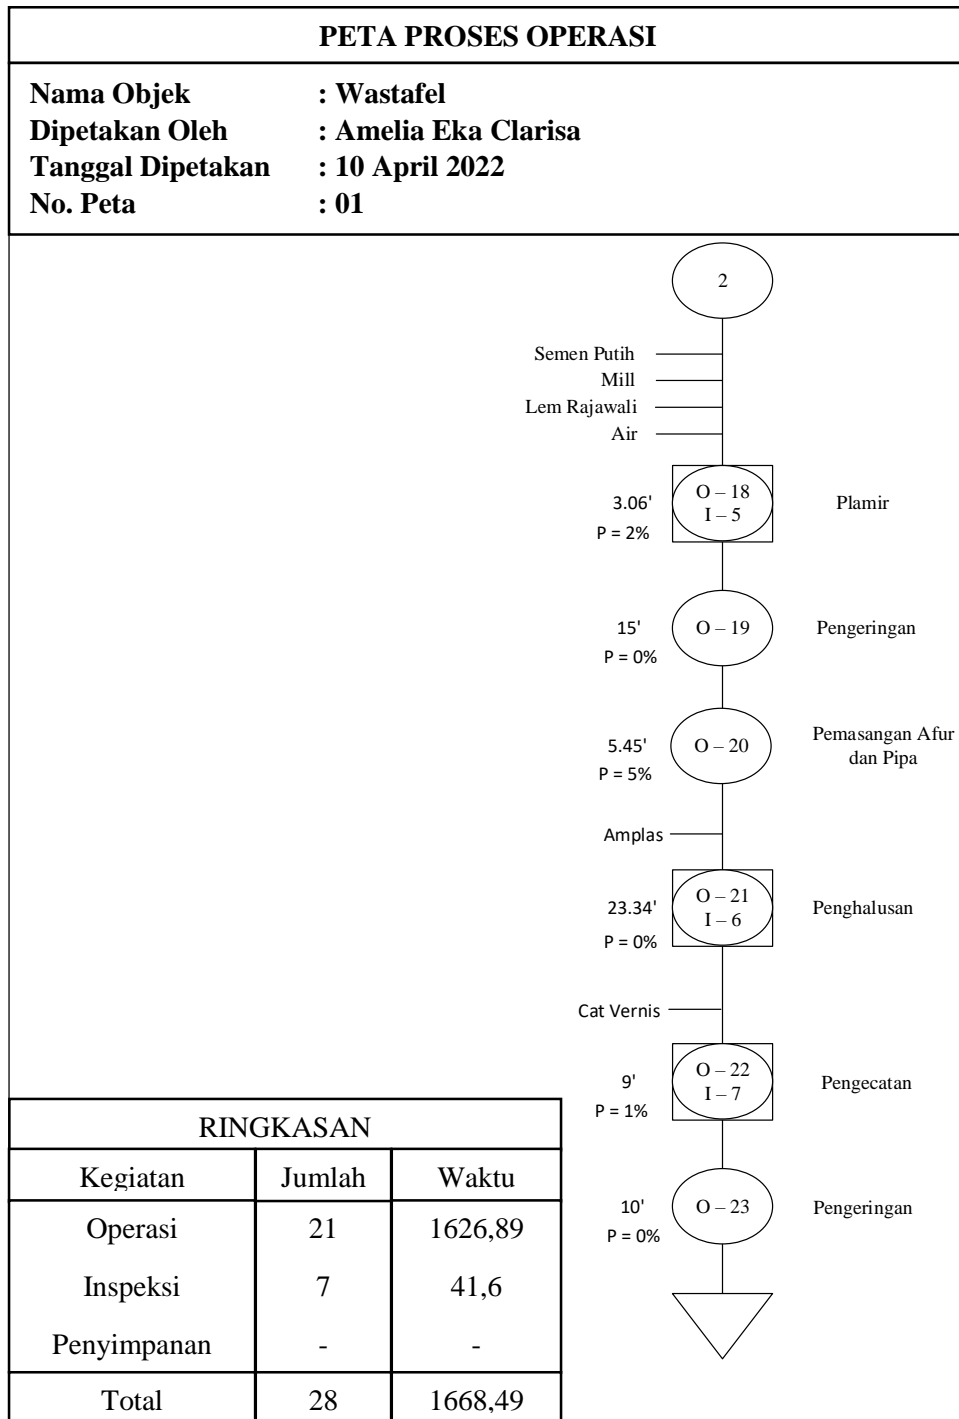 PETA PROSES OPERASI
Nama Objek : Wastafel
Dipetakan Oleh : Amelia Eka Clarisa
Tanggal Dipetakan : 10 April 2022
No. Peta : 01
2
Semen Putih
Mill
Lem Rajawali
Air
3.06'
P = 2%
O – 18
I – 5
Plamir
15'
P = 0%
O – 19
Pengeringan
5.45'
P = 5%
O – 20
Pemasangan Afur
dan Pipa
Amplas
23.34'
P = 0%
O – 21
I – 6
Penghalusan
Cat Vernis
9'
P = 1%
O – 22
I – 7
Pengecatan
10'
P = 0%
O – 23
Pengeringan
RINGKASAN
Kegiatan Jumlah Waktu
Operasi 21 1626,89
Inspeksi 7 41,6
Penyimpanan - -
Total 28 1668,49